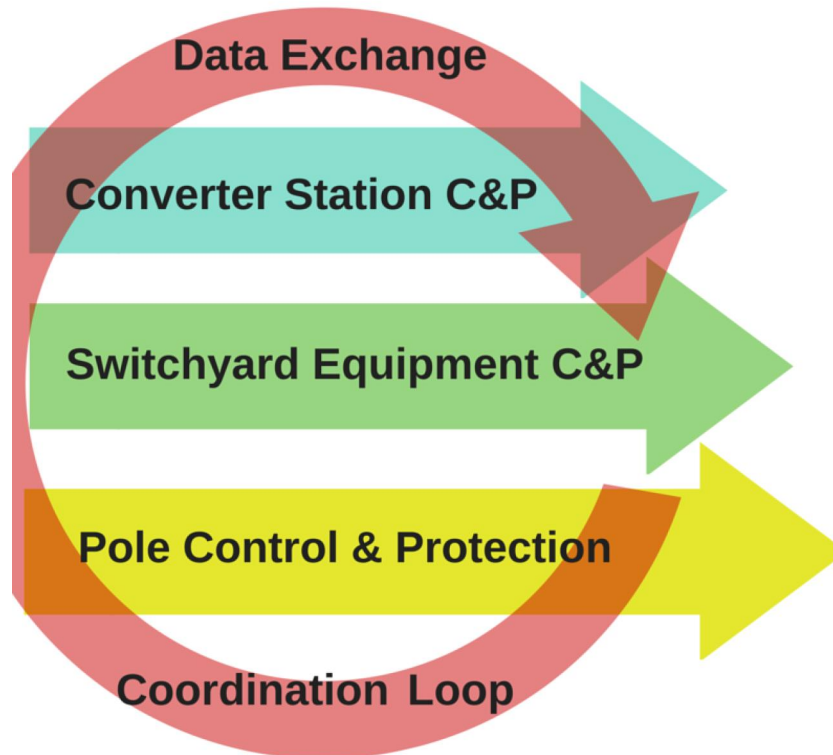 Data Exchange
Converter Station C&P
Switchyard Equipment C&P
Pole Control & Protection
Coordination Loop